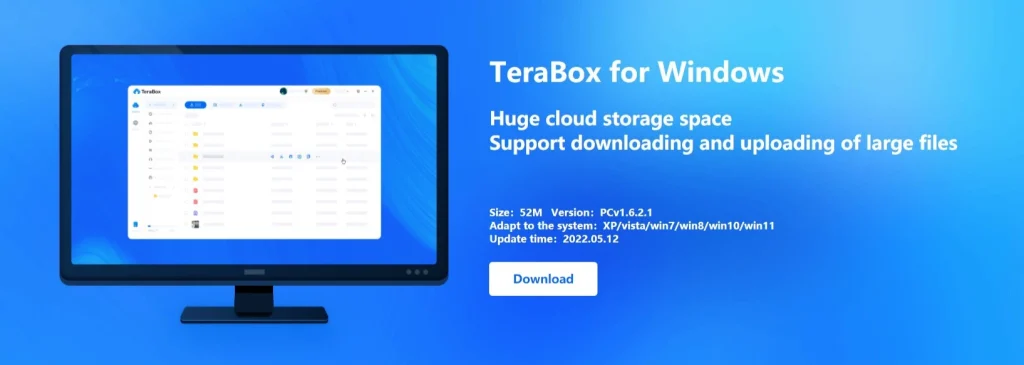 TeraBox
TeraBox for Windows
Huge cloud storage space
Support downloading and uploading of large files
Size：52M Version：PCv1.6.2.1
Adapt to the system：XP/vista/win7/win8/win10/win11
Update time：2022.05.12
Download